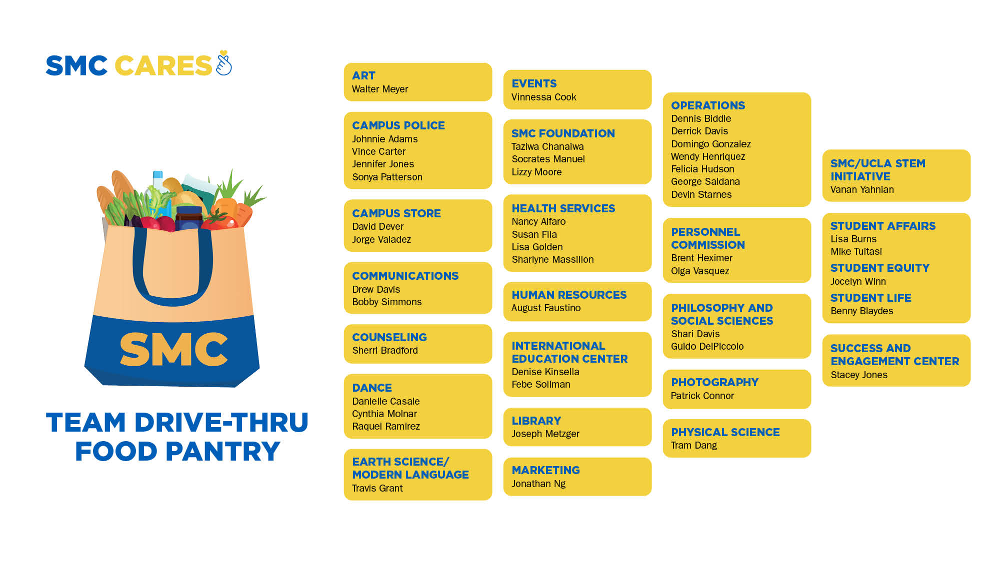 SMC CARES
SMC
TEAM DRIVE-THRU
FOOD PANTRY
ART
Walter Meyer
CAMPUS POLICE
Johnnie Adams
Vince Carter
Jennifer Jones
Sonya Patterson
CAMPUS STORE
David Dever
Jorge Valadez
COMMUNICATIONS
Drew Davis
Bobby Simmons
COUNSELING
Sherri Bradford
DANCE
Danielle Casale
Cynthia Molnar
Raquel Ramirez
EARTH SCIENCE/
MODERN LANGUAGE
Travis Grant
EVENTS
Vinnessa Cook
SMC FOUNDATION
Taziwa Chanaiwa
Socrates Manuel
Lizzy Moore
HEALTH SERVICES
Nancy Alfaro
Susan Fila
Lisa Golden
Sharlyne Massillon
HUMAN RESOURCES
August Faustino
INTERNATIONAL
EDUCATION CENTER
Denise Kinsella
Febe Soliman
LIBRARY
Joseph Metzger
MARKETING
Jonathan Ng
OPERATIONS
Dennis Biddle
Derrick Davis
Domingo Gonzalez
Wendy Henriquez
Felicia Hudson
George Saldana
Devin Starnes
PERSONNEL
COMMISSION
Brent Heximer
Olga Vasquez
PHILOSOPHY AND
SOCIAL SCIENCES
Shari Davis
Guido DelPiccolo
PHOTOGRAPHY
Patrick Connor
PHYSICAL SCIENCE
Tram Dang
SMC/UCLA STEM
INITIATIVE
Vanan Yahnian
STUDENT AFFAIRS
Lisa Burns
Mike Tuitasi
STUDENT EQUITY
Jocelyn Winn
STUDENT LIFE
Benny Blaydes
SUCCESS AND
ENGAGEMENT CENTER
Stacey Jones